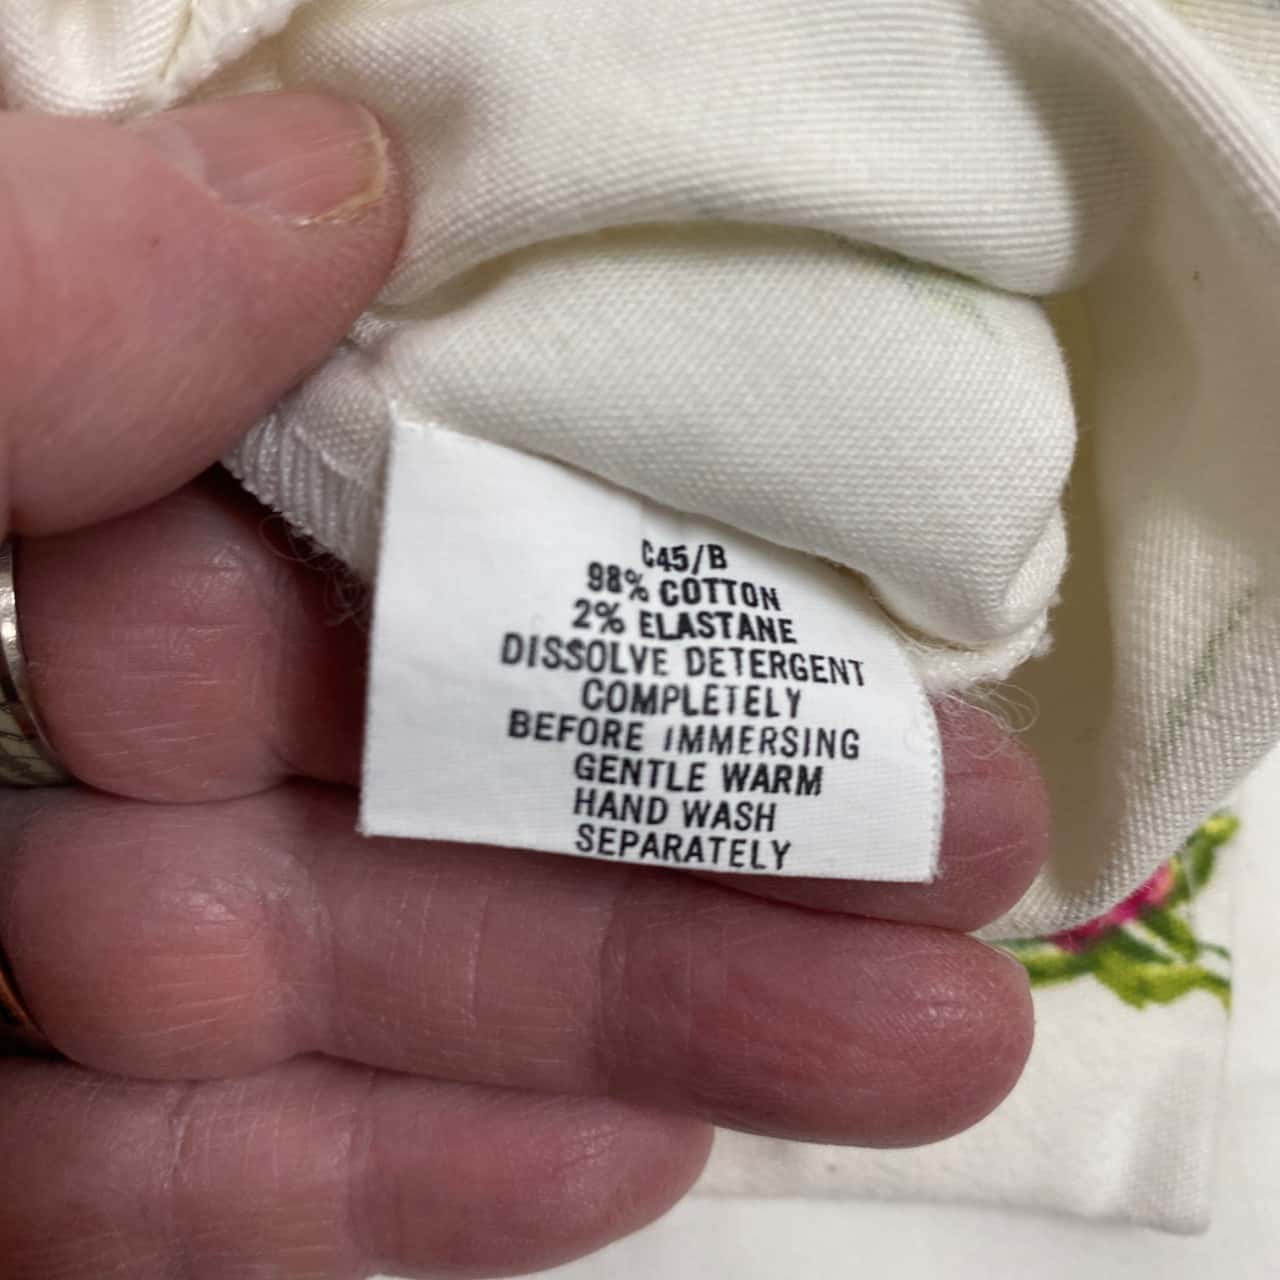 C45/B
98% COTTON
2% ELASTANE
DISSOLVE DETERGENT
COMPLETELY
BEFORE IMMERSING
GENTLE WARM
HAND WASH
SEPARATELY